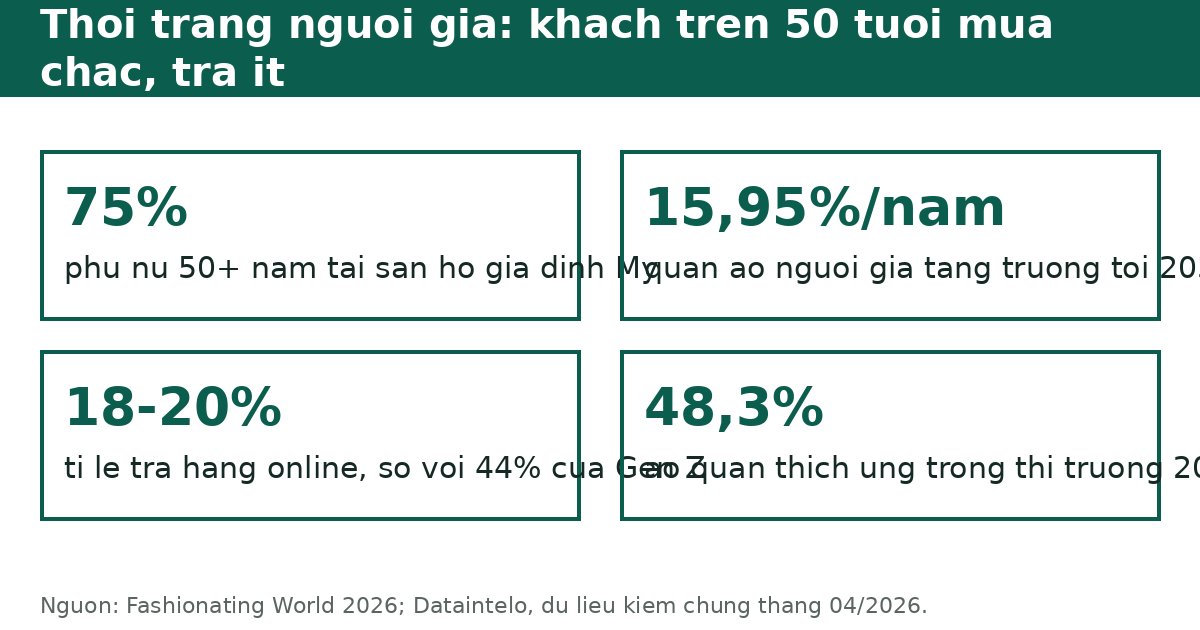 Thoi trang nguoi gia: khach tren 50 tuoi mua
chac, tra it
75%
phu nu 50+ nam tai san ho gia dinh My
15,95%/nam
quan ao nguoi gia tang truong toi
18-20%
ti le tra hang online, so voi 44% cua Gen Z
48,3%
ao quan thich ung trong thi truong
Nguon: Fashionating World 2026; Dataintelo, du lieu kiem chung thang 04/2026.